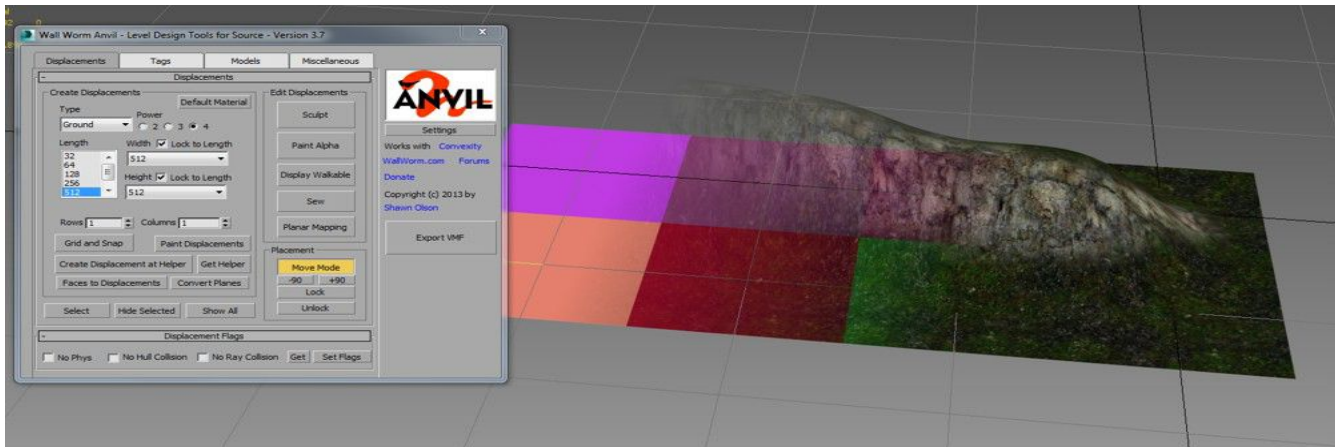 Wall Worm Anvil - Level Design Tools for Source - Version 3.7
Displacements Tags Models Miscellaneous
Displacements
Create Displacements
Default Material
Type
Power
Ground 2 3 4
Length Width Lock to Length
32
64
128
256
512
512
Height Lock to Length
512
Rows 1 Columns 1
Grid and Snap Paint Displacements
Create Displacement at Helper Get Helper
Faces to Displacements Convert Planes
Select Hide Selected Show All
Edit Displacements
Sculpt
Paint Alpha
Display Walkable
Sew
Planar Mapping
Placement
Move Mode
-90 +90
Lock
Unlock
Displacement Flags
No Phys No Hull Collision No Ray Collision Get Set Flags
ANVIL
Settings
Works with Convexity
WallWorm.com Forums
Donate
Copyright (c) 2013 by
Shawn Olson
Export VMF